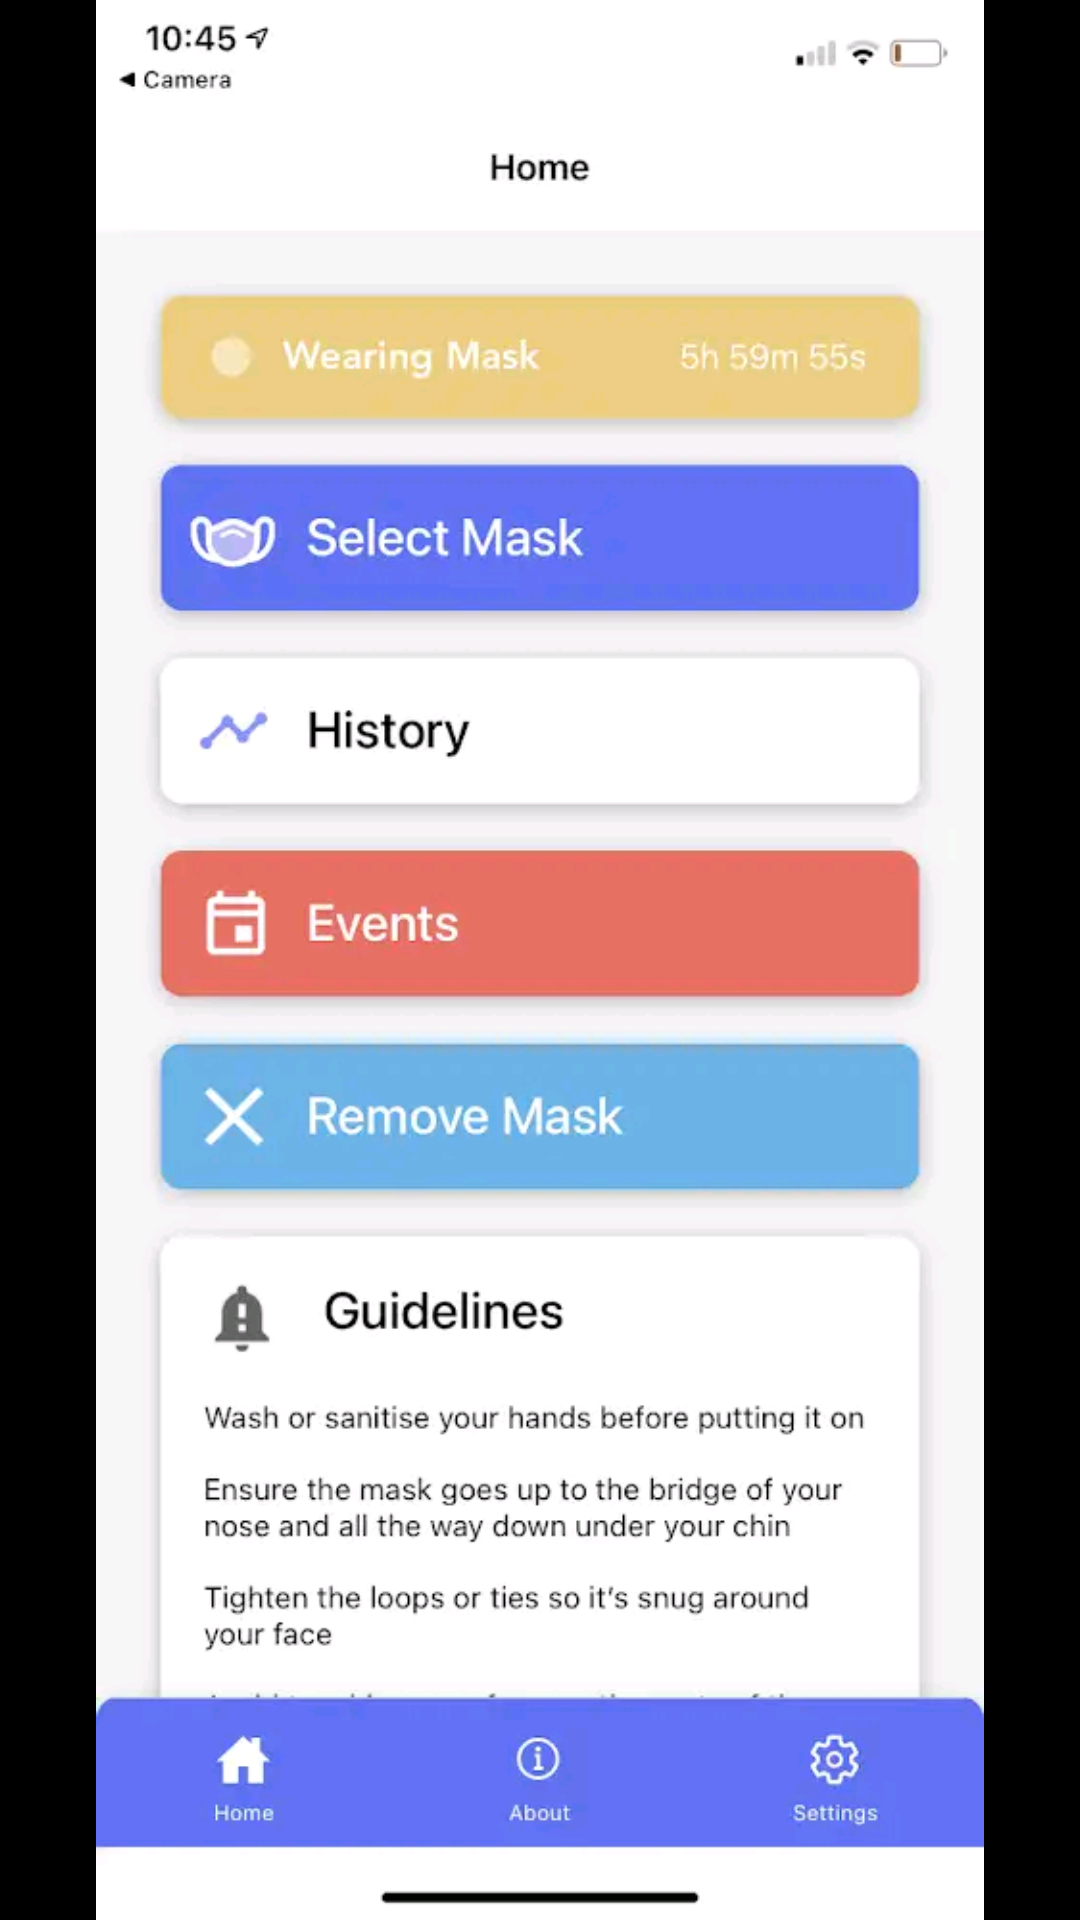 10:45
◀ Camera
Home
Wearing Mask 5h 59m 55s
Select Mask
History
Events
Remove Mask
Guidelines
Wash or sanitise your hands before putting it on
Ensure the mask goes up to the bridge of your
nose and all the way down under your chin
Tighten the loops or ties so it's snug around
your face
Home About Settings